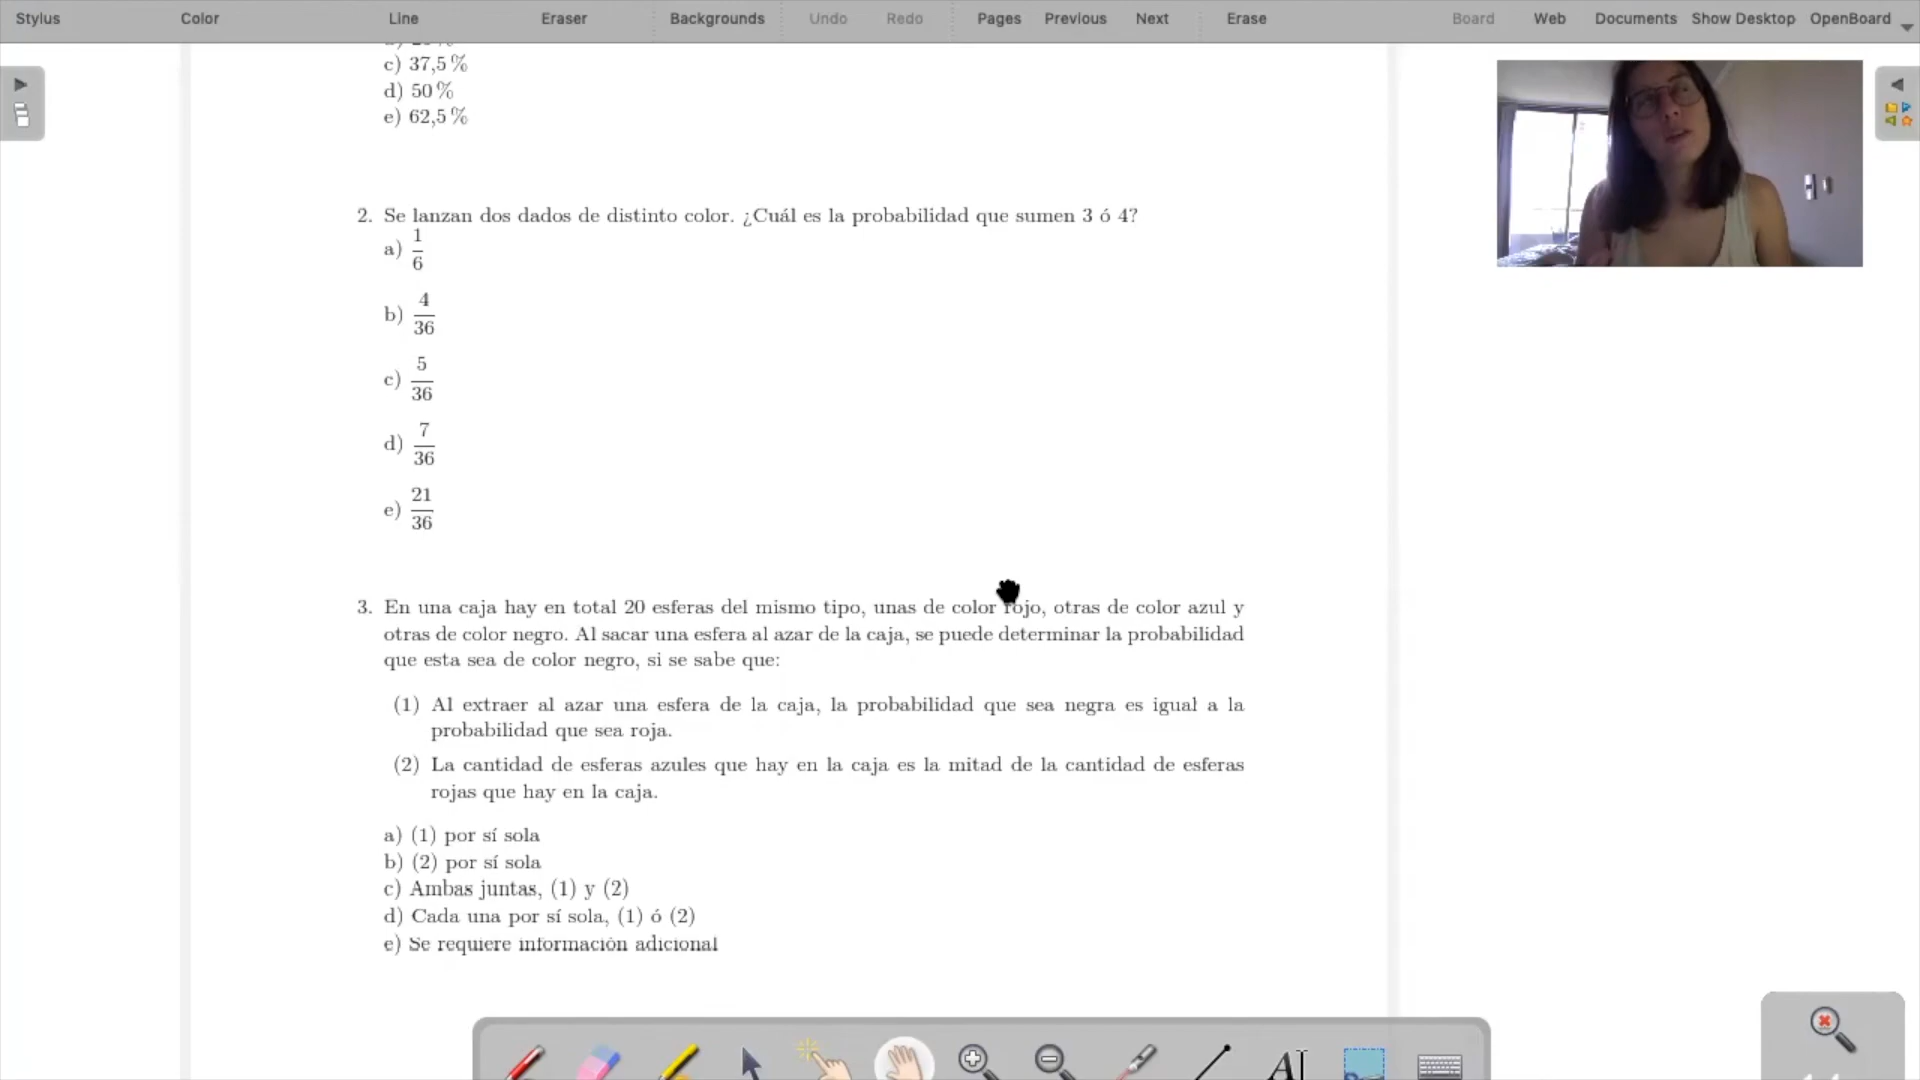 Stylus Color Line Eraser Backgrounds Undo Redo Pages Previous Next Erase Board Web Documents Show Desktop OpenBoard
c) 37,5 %
d) 50 %
e) 62,5 %
2. Se lanzan dos dados de distinto color. ¿Cuál es la probabilidad que sumen 3 ó 4?
a) 1/6
b) 4/36
c) 5/36
d) 7/36
e) 21/36
3. En una caja hay en total 20 esferas del mismo tipo, unas de color rojo, otras de color azul y
otras de color negro. Al sacar una esfera al azar de la caja, se puede determinar la probabilidad
que esta sea de color negro, si se sabe que:
(1) Al extraer al azar una esfera de la caja, la probabilidad que sea negra es igual a la
probabilidad que sea roja.
(2) La cantidad de esferas azules que hay en la caja es la mitad de la cantidad de esferas
rojas que hay en la caja.
a) (1) por sí sola
b) (2) por sí sola
c) Ambas juntas, (1) y (2)
d) Cada una por sí sola, (1) ó (2)
e) Se requiere información adicional